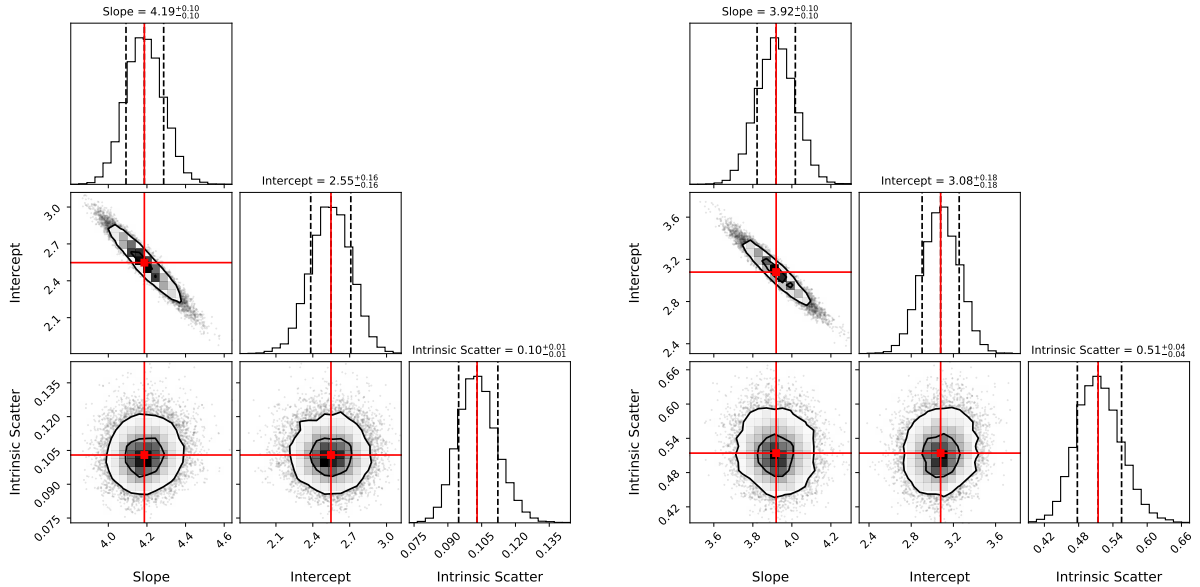 Slope = 4.19+0.10 −0.10
Intercept
3.0
2.7
2.4
2.1
Intercept = 2.55+0.16 −0.16
Intrinsic Scatter
0.135
0.120
0.105
0.090
0.075
Intrinsic Scatter = 0.10+0.01 −0.01
4.0 4.2 4.4 4.6
2.1 2.4 2.7 3.0
0.075 0.090 0.105 0.120 0.135
Slope
Intercept
Intrinsic Scatter
Slope = 3.92+0.10 −0.10
Intercept
3.6
3.2
2.8
2.4
Intercept = 3.08+0.18 −0.18
Intrinsic Scatter
0.66
0.60
0.54
0.48
0.42
Intrinsic Scatter = 0.51+0.04 −0.04
3.6 3.8 4.0 4.2
2.4 2.8 3.2 3.6
0.42 0.48 0.54 0.60 0.66
Slope
Intercept
Intrinsic Scatter